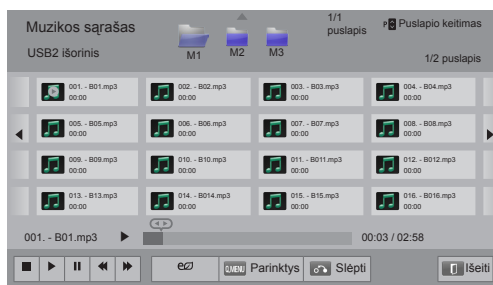 Muzikos sąrašas
USB2 išorinis
M1 M2 M3
1/1 puslapis
P Puslapio keitimas
1/2 puslapis
001. - B01.mp3 00:00
002. - B02.mp3 00:00
003. - B03.mp3 00:00
004. - B04.mp3 00:00
005. - B05.mp3 00:00
006. - B06.mp3 00:00
007. - B07.mp3 00:00
008. - B08.mp3 00:00
009. - B09.mp3 00:00
010. - B10.mp3 00:00
011. - B011.mp3 00:00
012. - B012.mp3 00:00
013. - B13.mp3 00:00
014. - B014.mp3 00:00
015. - B15.mp3 00:00
016. - B016.mp3 00:00
001. - B01.mp3 00:03 / 02:58
Q.MENU Parinktys Slėpti Išeiti